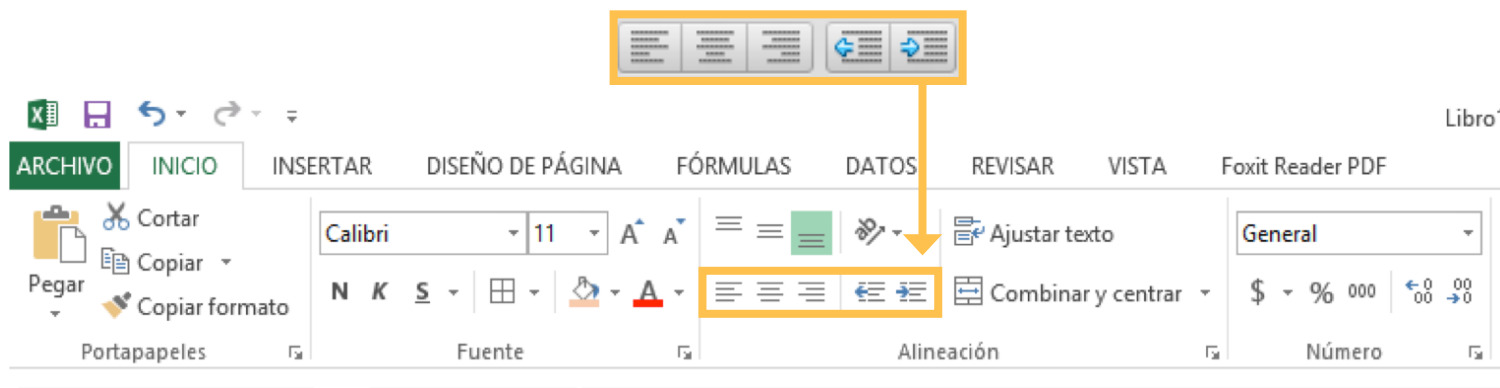 Libro1
ARCHIVO INICIO INSERTAR DISEÑO DE PÁGINA FÓRMULAS DATOS REVISAR VISTA Foxit Reader PDF
Cortar
Calibri 11 A A Ajustar texto General
Copiar
Pegar
N K S A Combinar y centrar $ % 000
Copiar formato
Portapapeles Fuente Alineación Número